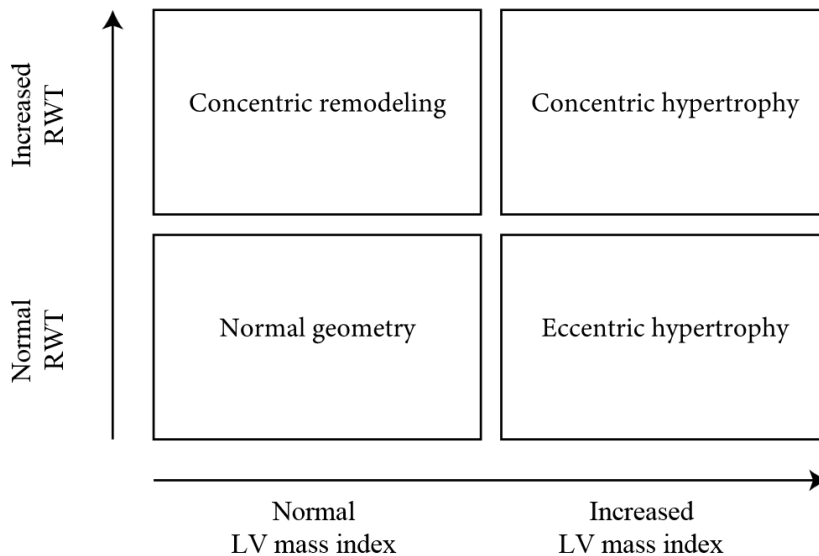 Increased
RWT
Concentric remodeling
Concentric hypertrophy
Normal
RWT
Normal geometry
Eccentric hypertrophy
Normal
LV mass index
Increased
LV mass index